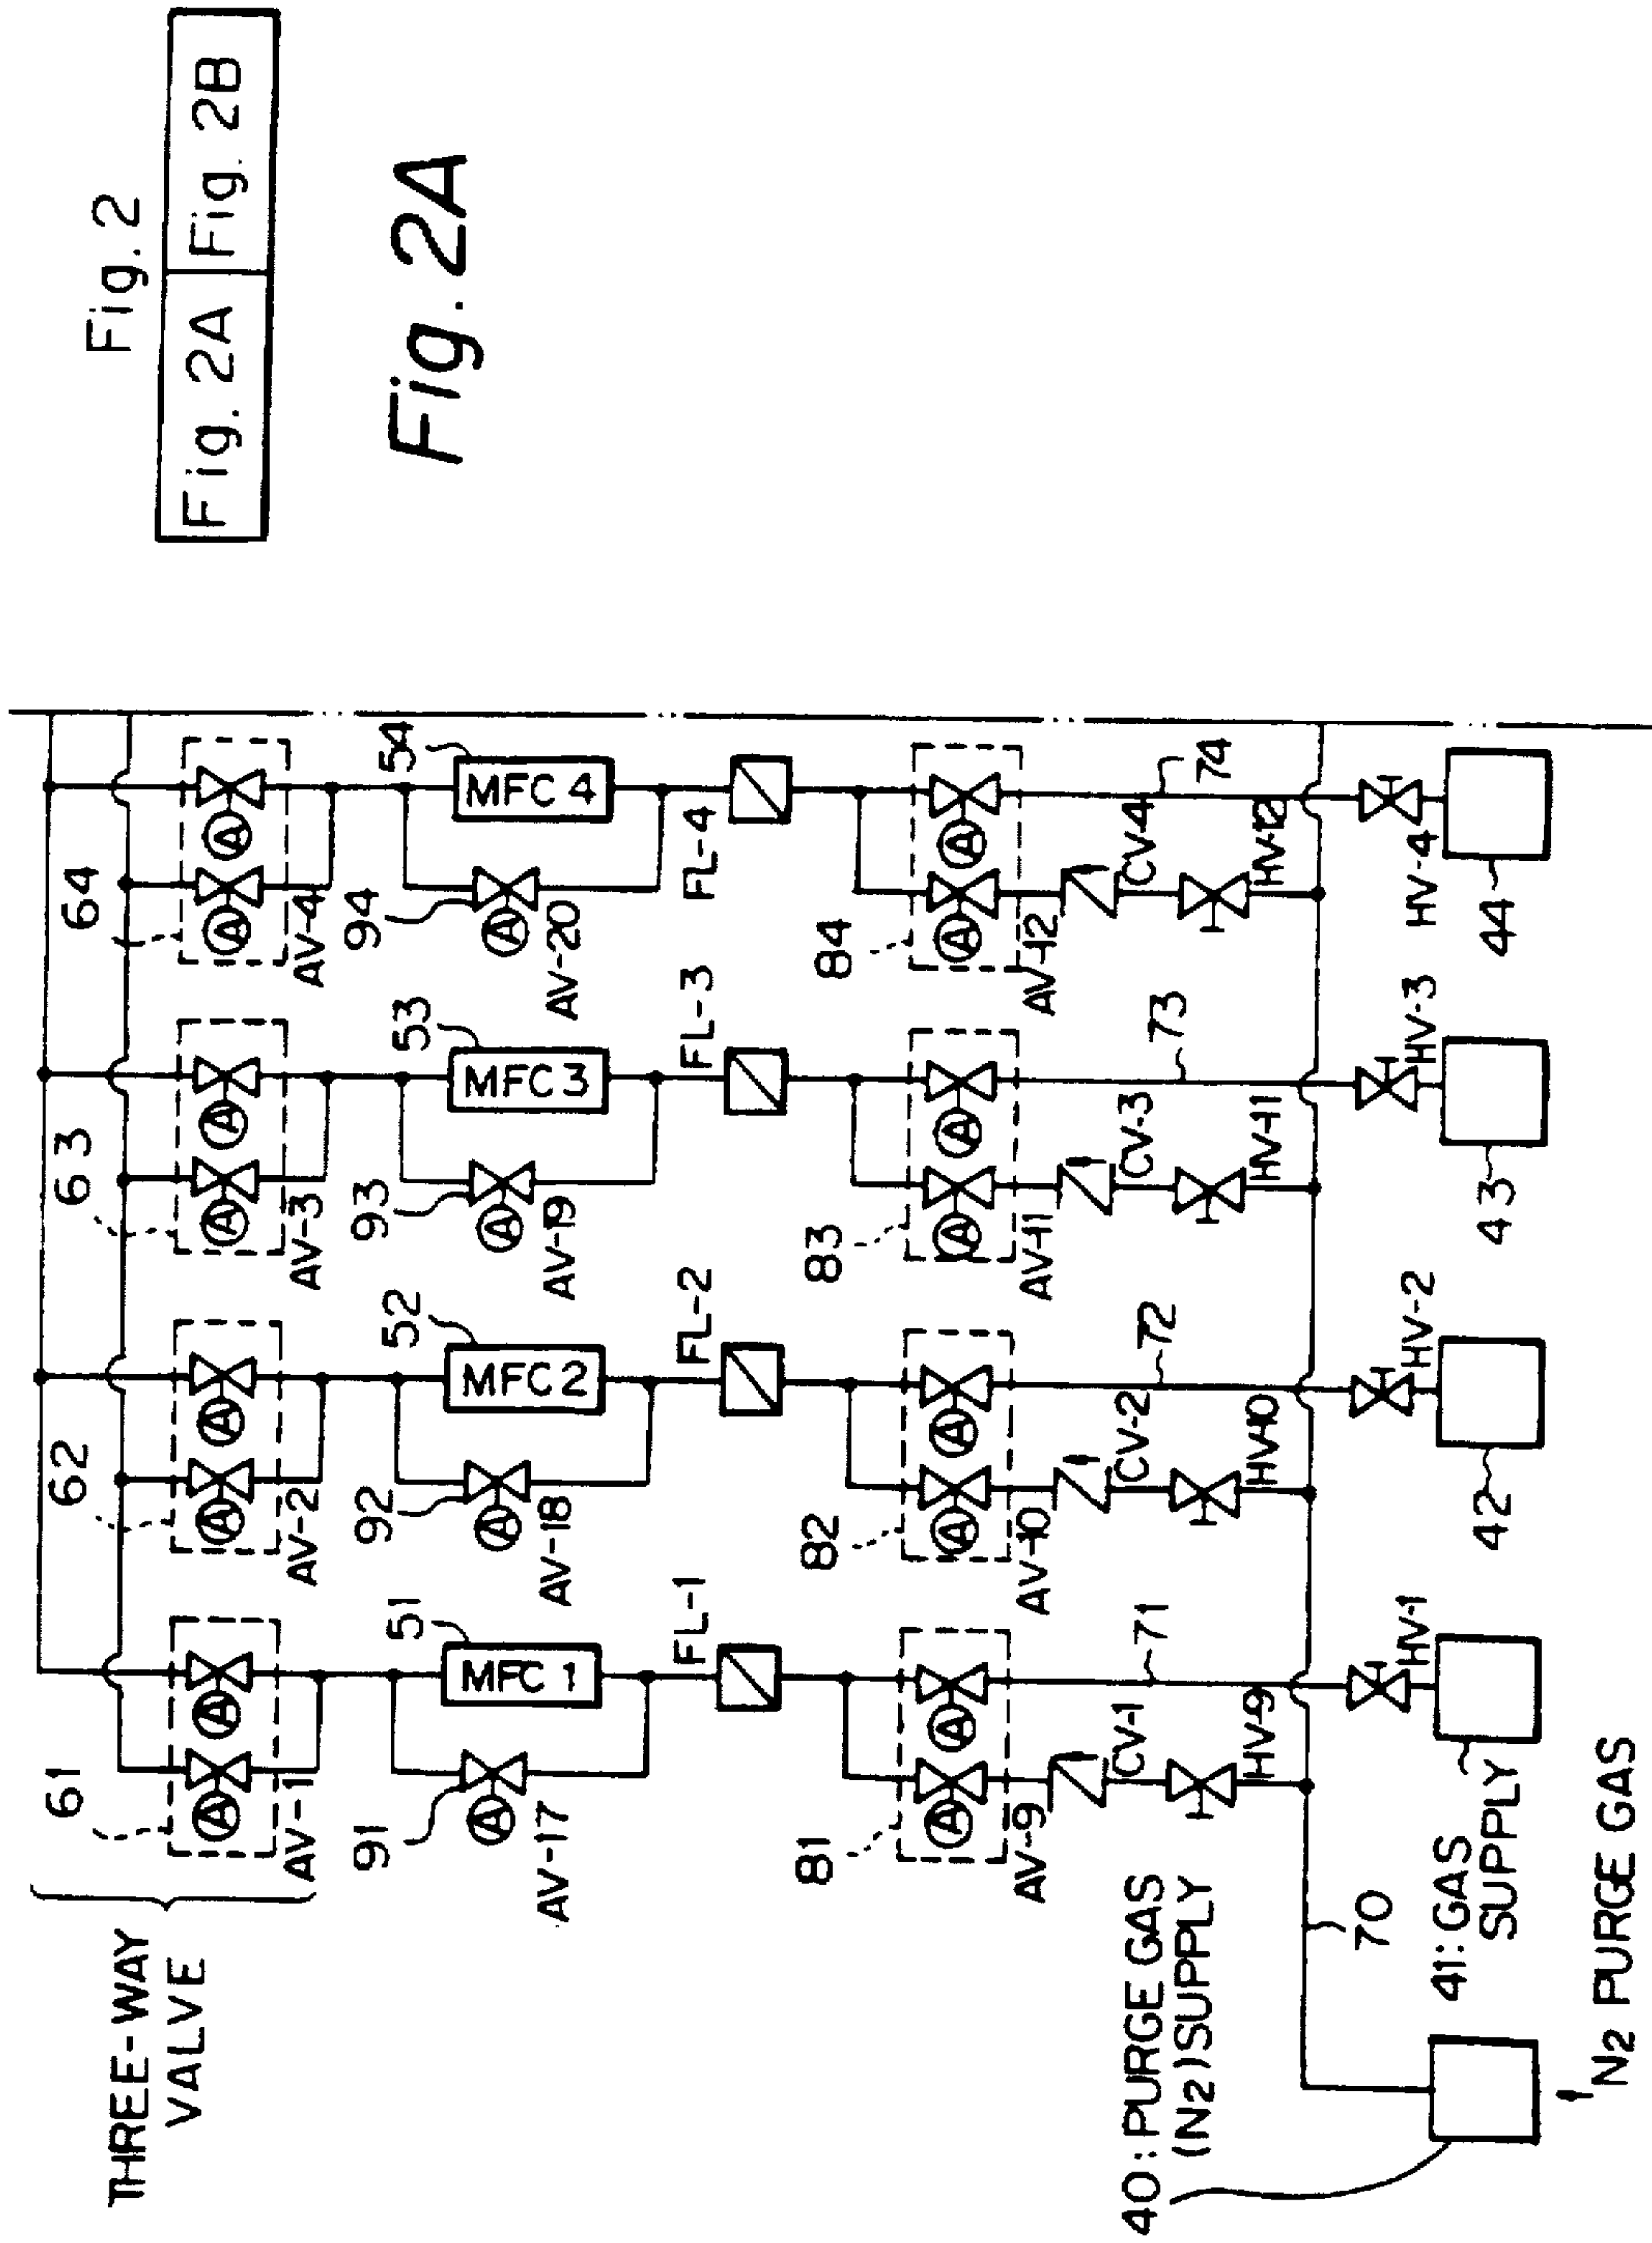 Fig. 2
Fig. 2A Fig. 2B
Fig. 2A
THREE-WAY
VALVE
61
62
63
64
AV-1
AV-2
AV-3
AV-4
51
52
53
54
MFC 1
MFC 2
MFC 3
MFC 4
91
92
93
94
A A A A A A A A
A A A A
AV-17
AV-18
AV-19
AV-20
FL-1
FL-2
FL-3
FL-4
81
82
83
84
A A A A A A A A
AV-9
AV-10
AV-11
AV-12
CV-1
CV-2
CV-3
CV-4
71
72
73
74
HV-9
HV-10
HV-11
HV-12
40: PURGE GAS
(N2) SUPPLY
70
HV-1
HV-2
HV-3
HV-4
41: GAS
SUPPLY
42
43
44
N2 PURGE GAS